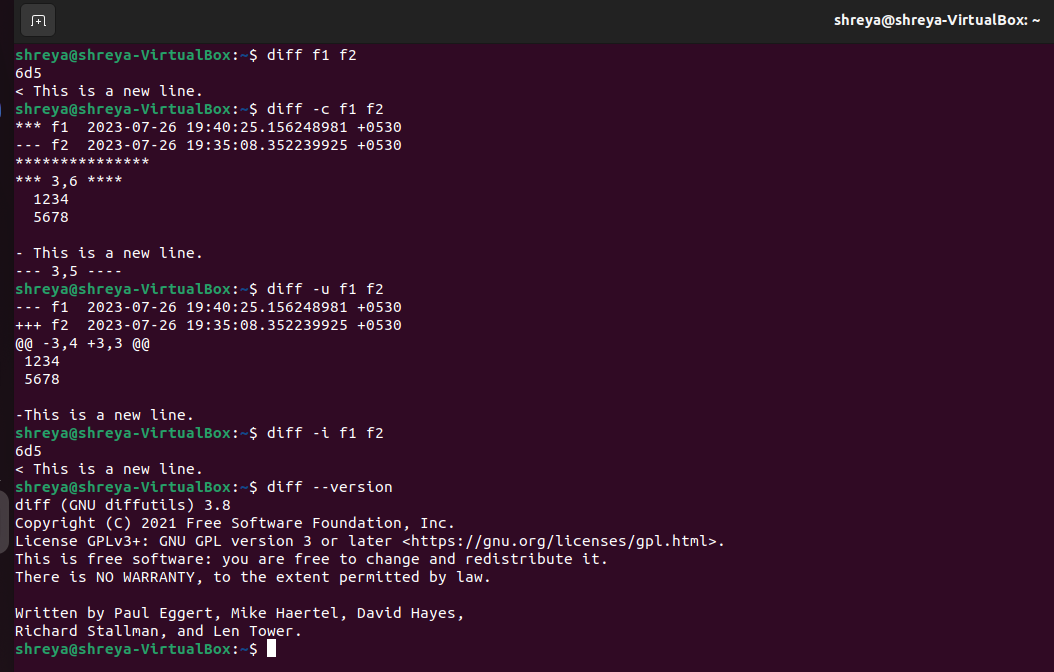 shreya@shreya-VirtualBox: ~
shreya@shreya-VirtualBox:~$ diff f1 f2
6d5
< This is a new line.
shreya@shreya-VirtualBox:~$ diff -c f1 f2
*** f1  2023-07-26 19:40:25.156248981 +0530
--- f2  2023-07-26 19:35:08.352239925 +0530
***************
*** 3,6 ****
  1234
  5678

- This is a new line.
--- 3,5 ----
shreya@shreya-VirtualBox:~$ diff -u f1 f2
--- f1  2023-07-26 19:40:25.156248981 +0530
+++ f2  2023-07-26 19:35:08.352239925 +0530
@@ -3,4 +3,3 @@
 1234
 5678

-This is a new line.
shreya@shreya-VirtualBox:~$ diff -i f1 f2
6d5
< This is a new line.
shreya@shreya-VirtualBox:~$ diff --version
diff (GNU diffutils) 3.8
Copyright (C) 2021 Free Software Foundation, Inc.
License GPLv3+: GNU GPL version 3 or later <https://gnu.org/licenses/gpl.html>.
This is free software: you are free to change and redistribute it.
There is NO WARRANTY, to the extent permitted by law.

Written by Paul Eggert, Mike Haertel, David Hayes,
Richard Stallman, and Len Tower.
shreya@shreya-VirtualBox:~$